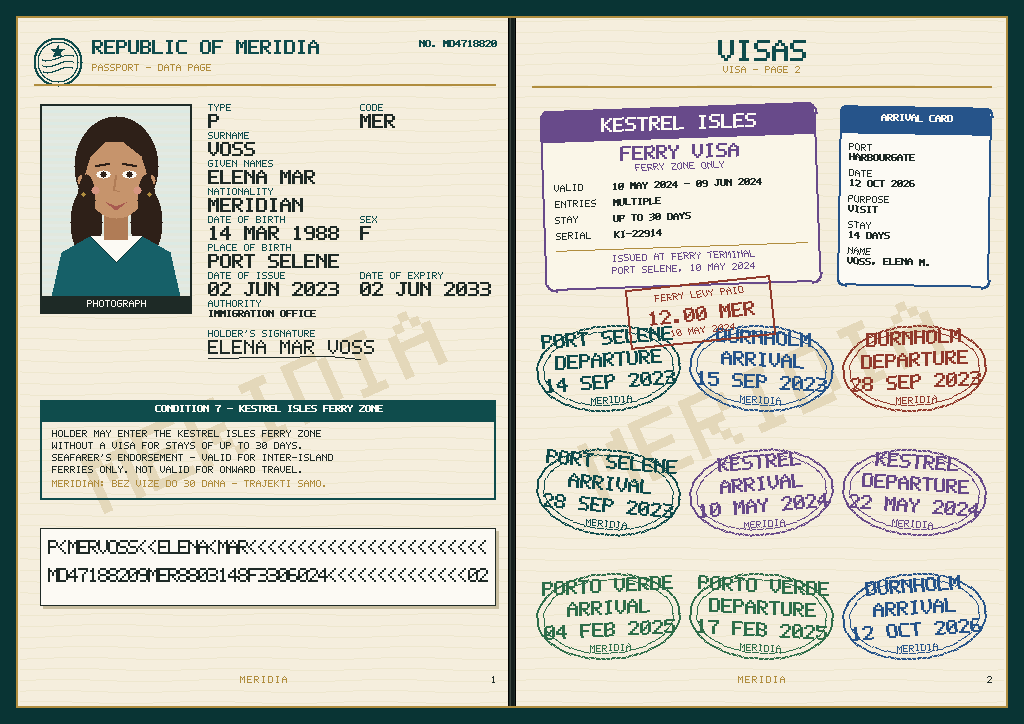 REPUBLIC OF MERIDIA
NO. MD4718820
PASSPORT - DATA PAGE
PHOTOGRAPH
TYPE
P
CODE
MER
SURNAME
VOSS
GIVEN NAMES
ELENA MAR
NATIONALITY
MERIDIAN
DATE OF BIRTH
14 MAR 1988
SEX
F
PLACE OF BIRTH
PORT SELENE
DATE OF ISSUE
02 JUN 2023
DATE OF EXPIRY
02 JUN 2033
AUTHORITY
IMMIGRATION OFFICE
HOLDER'S SIGNATURE
ELENA MAR VOSS
MERIDIA
CONDITION 7 - KESTREL ISLES FERRY ZONE
HOLDER MAY ENTER THE KESTREL ISLES FERRY ZONE
WITHOUT A VISA FOR STAYS OF UP TO 30 DAYS.
SEAFARER'S ENDORSEMENT - VALID FOR INTER-ISLAND
FERRIES ONLY. NOT VALID FOR ONWARD TRAVEL.
MERIDIAN: BEZ VIZE DO 30 DANA - TRAJEKTI SAMO.
P<MERVOSS<<ELENA<MAR<<<<<<<<<<<<<<<<<<<<<<<<
MD47188209MER8803148F3306024<<<<<<<<<<<<<<02
MERIDIA
1
VISAS
VISA - PAGE 2
KESTREL ISLES
FERRY VISA
FERRY ZONE ONLY
VALID 10 MAY 2024 - 09 JUN 2024
ENTRIES MULTIPLE
STAY UP TO 30 DAYS
SERIAL KI-22914
ISSUED AT FERRY TERMINAL
PORT SELENE, 10 MAY 2024
ARRIVAL CARD
PORT
HARBOURGATE
DATE
12 OCT 2026
PURPOSE
VISIT
STAY
14 DAYS
NAME
VOSS, ELENA M.
FERRY LEVY PAID
12.00 MER
10 MAY 2024
PORT SELENE
DEPARTURE
14 SEP 2023
MERIDIA
DURNHOLM
ARRIVAL
15 SEP 2023
MERIDIA
DURNHOLM
DEPARTURE
28 SEP 2023
MERIDIA
MERIDIA
PORT SELENE
ARRIVAL
28 SEP 2023
MERIDIA
KESTREL
ARRIVAL
10 MAY 2024
MERIDIA
KESTREL
DEPARTURE
22 MAY 2024
MERIDIA
PORTO VERDE
ARRIVAL
04 FEB 2025
MERIDIA
PORTO VERDE
DEPARTURE
17 FEB 2025
MERIDIA
DURNHOLM
ARRIVAL
12 OCT 2026
MERIDIA
MERIDIA
2